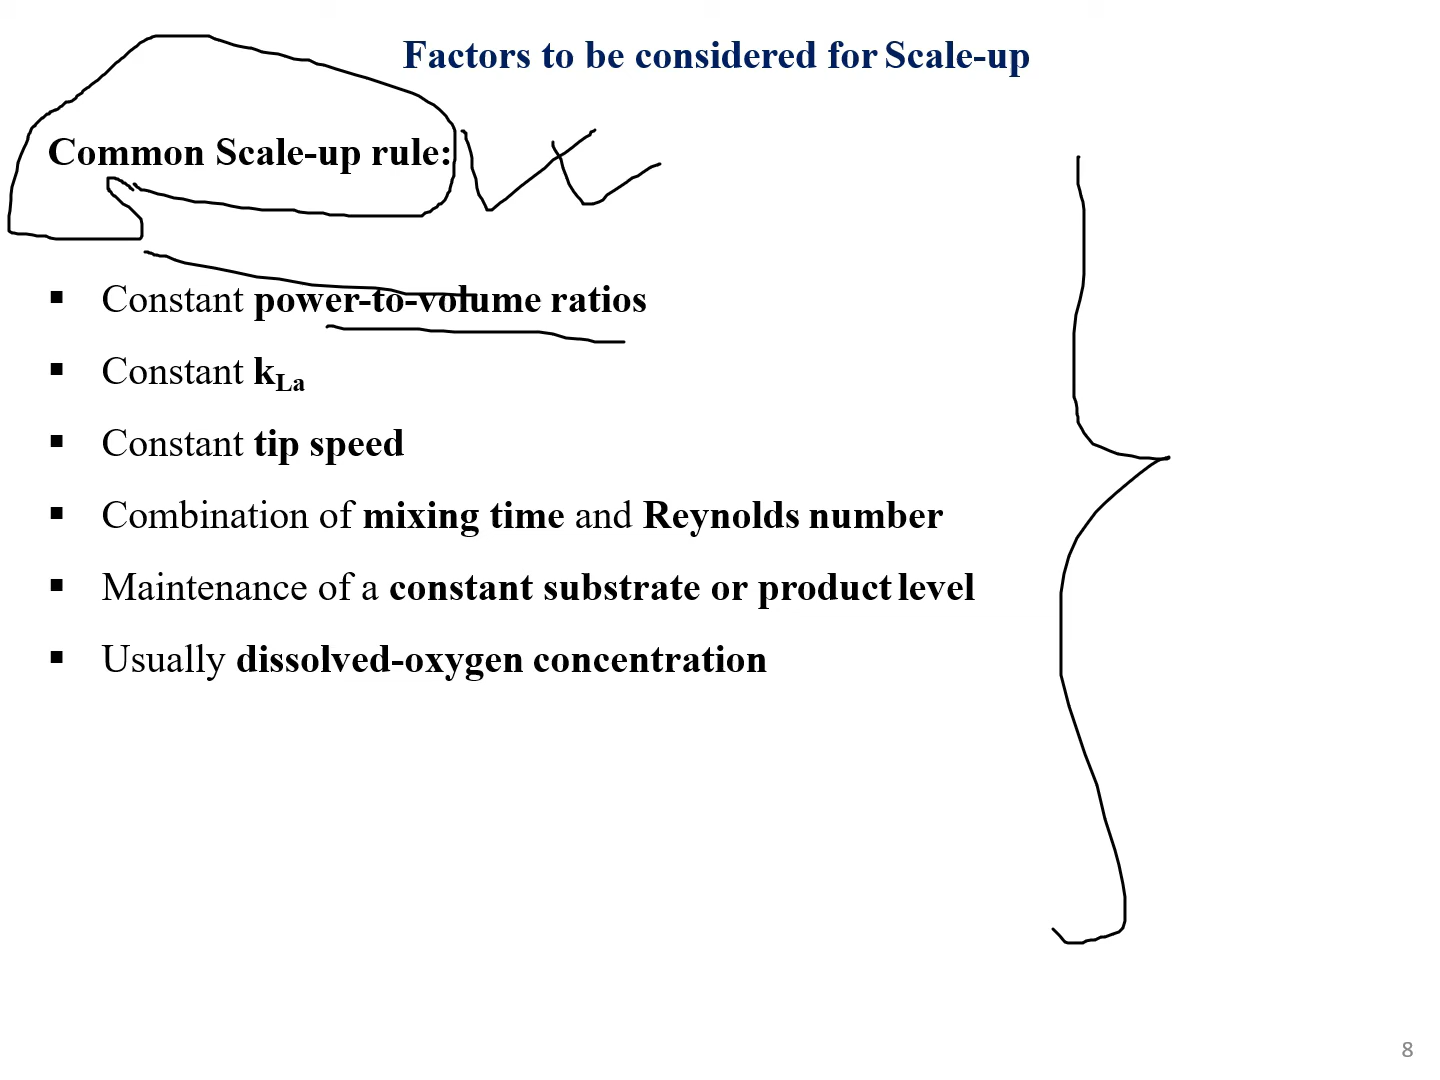 Factors to be considered for Scale-up
Common Scale-up rule:
▪ Constant power-to-volume ratios
▪ Constant kLa
▪ Constant tip speed
▪ Combination of mixing time and Reynolds number
▪ Maintenance of a constant substrate or product level
▪ Usually dissolved-oxygen concentration
8